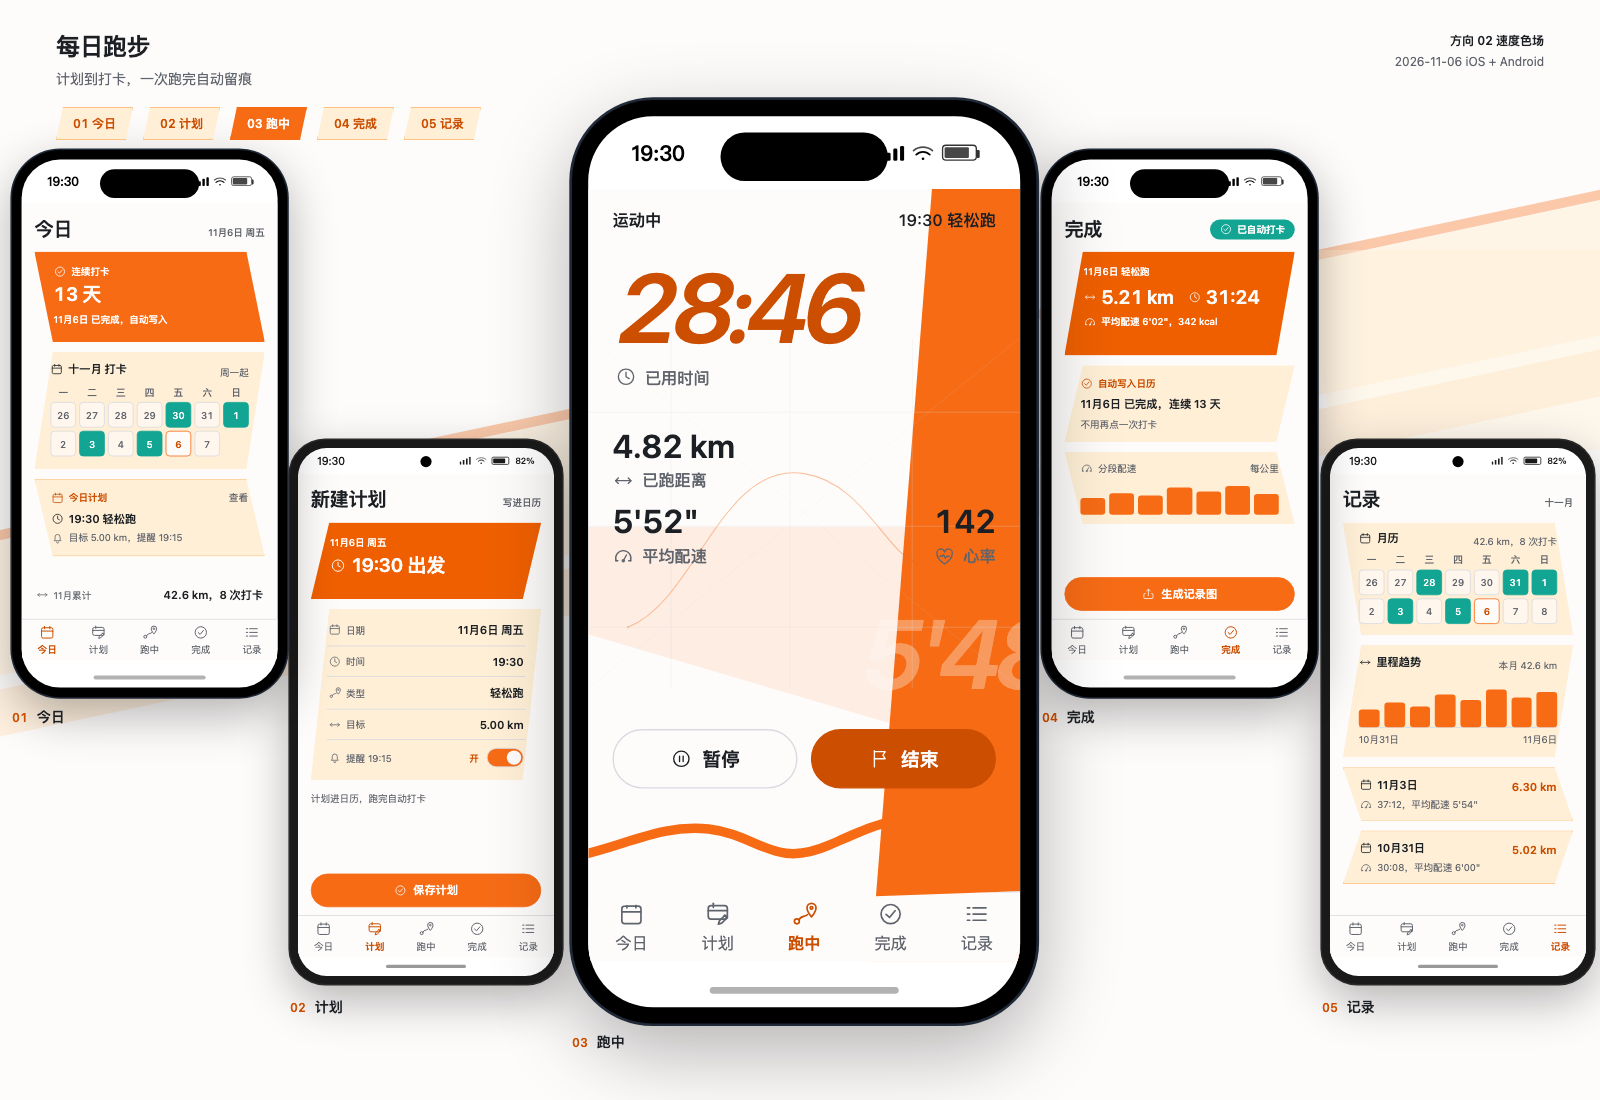 每日跑步
计划到打卡，一次跑完自动留痕
方向 02 速度色场
2026-11-06 iOS + Android
01 今日
02 计划
03 跑中
04 完成
05 记录
19:30
今日
11月6日 周五
连续打卡
13 天
11月6日 已完成，自动写入
十一月 打卡
周一起
一 二 三 四 五 六 日
26 27 28 29 30 31 1
2 3 4 5 6 7
今日计划
查看
19:30 轻松跑
目标 5.00 km，提醒 19:15
11月累计
42.6 km，8 次打卡
今日 计划 跑中 完成 记录
01 今日
19:30
82%
新建计划
写进日历
11月6日 周五
19:30 出发
日期
11月6日 周五
时间
19:30
类型
轻松跑
目标
5.00 km
提醒 19:15
开
计划进日历，跑完自动打卡
保存计划
今日 计划 跑中 完成 记录
02 计划
19:30
运动中
19:30 轻松跑
28:46
已用时间
4.82 km
已跑距离
5'52"
平均配速
142
心率
5'48
暂停
结束
今日 计划 跑中 完成 记录
03 跑中
19:30
完成
已自动打卡
11月6日 轻松跑
5.21 km
31:24
平均配速 6'02"，342 kcal
自动写入日历
11月6日 已完成，连续 13 天
不用再点一次打卡
分段配速
每公里
生成记录图
今日 计划 跑中 完成 记录
04 完成
19:30
82%
记录
十一月
月历
42.6 km，8 次打卡
一 二 三 四 五 六 日
26 27 28 29 30 31 1
2 3 4 5 6 7 8
里程趋势
本月 42.6 km
10月31日
11月6日
11月3日
6.30 km
37:12，平均配速 5'54"
10月31日
5.02 km
30:08，平均配速 6'00"
今日 计划 跑中 完成 记录
05 记录